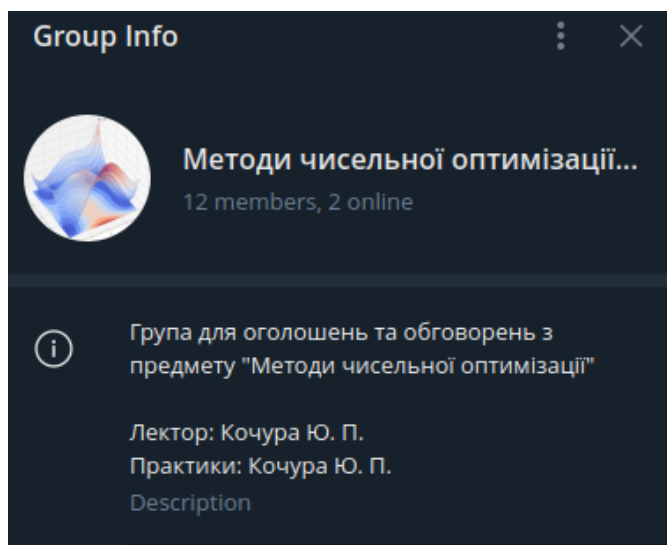 Group Info
Методи чисельної оптимізації...
12 members, 2 online
Група для оголошень та обговорень з
предмету "Методи чисельної оптимізації"
Лектор: Кочура Ю. П.
Практики: Кочура Ю. П.
Description